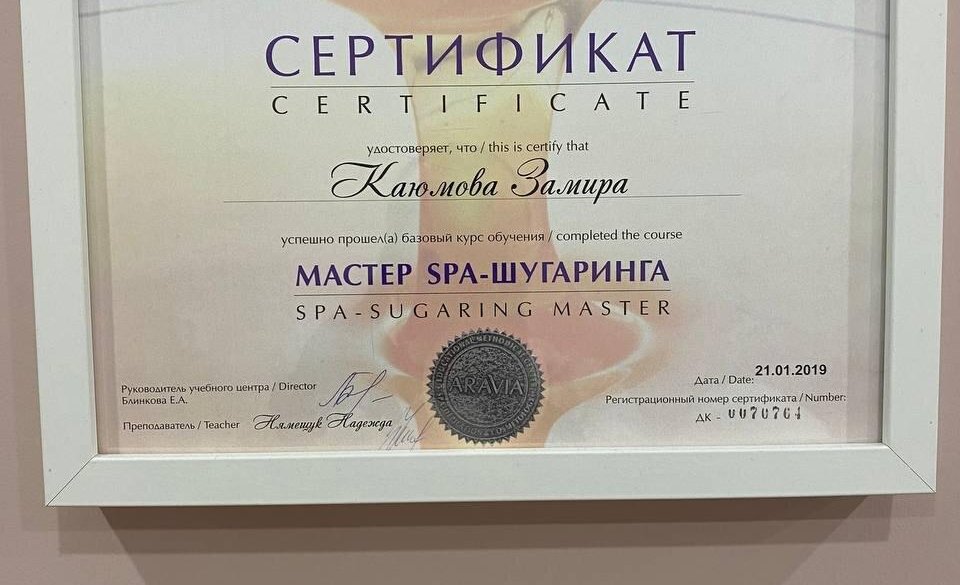 СЕРТИФИКАТ
CERTIFICATE
удостоверяет, что / this is certify that
Каюмова Замира
успешно прошел(а) базовый курс обучения / completed the course
МАСТЕР SPA-ШУГАРИНГА
SPA-SUGARING MASTER
ARAVIA
Руководитель учебного центра / Director
Блинкова Е.А.
Преподаватель / Teacher Нямещук Надежда
Дата / Date: 21.01.2019
Регистрационный номер сертификата / Number:
ДК - 0070764